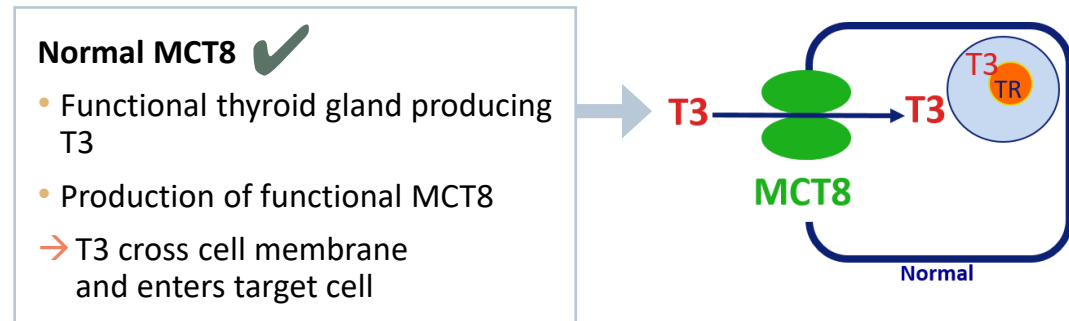 Normal MCT8
• Functional thyroid gland producing
T3
• Production of functional MCT8
→ T3 cross cell membrane
and enters target cell
T3
MCT8
T3
T3
TR
Normal